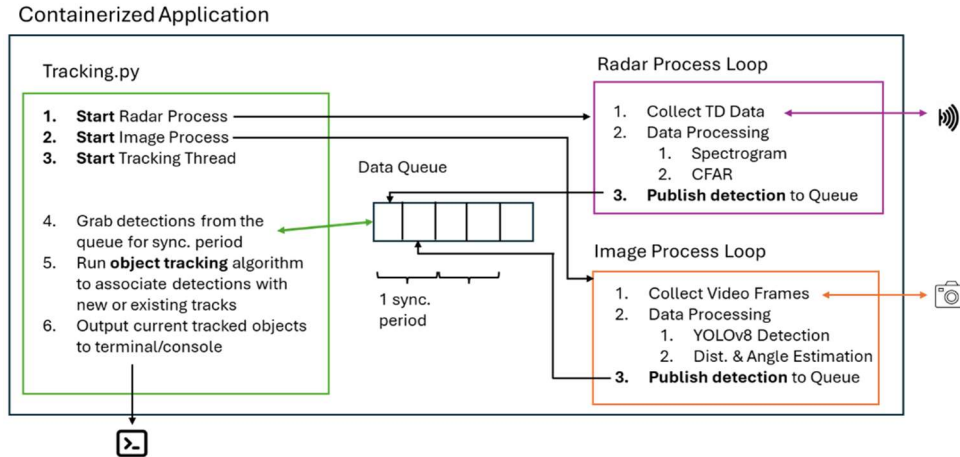 Containerized Application
Tracking.py
1. Start Radar Process
2. Start Image Process
3. Start Tracking Thread
4. Grab detections from the
queue for sync. period
5. Run object tracking algorithm
to associate detections with
new or existing tracks
6. Output current tracked objects
to terminal/console
Data Queue
1 sync.
period
Radar Process Loop
1. Collect TD Data
2. Data Processing
1. Spectrogram
2. CFAR
3. Publish detection to Queue
Image Process Loop
1. Collect Video Frames
2. Data Processing
1. YOLOv8 Detection
2. Dist. & Angle Estimation
3. Publish detection to Queue